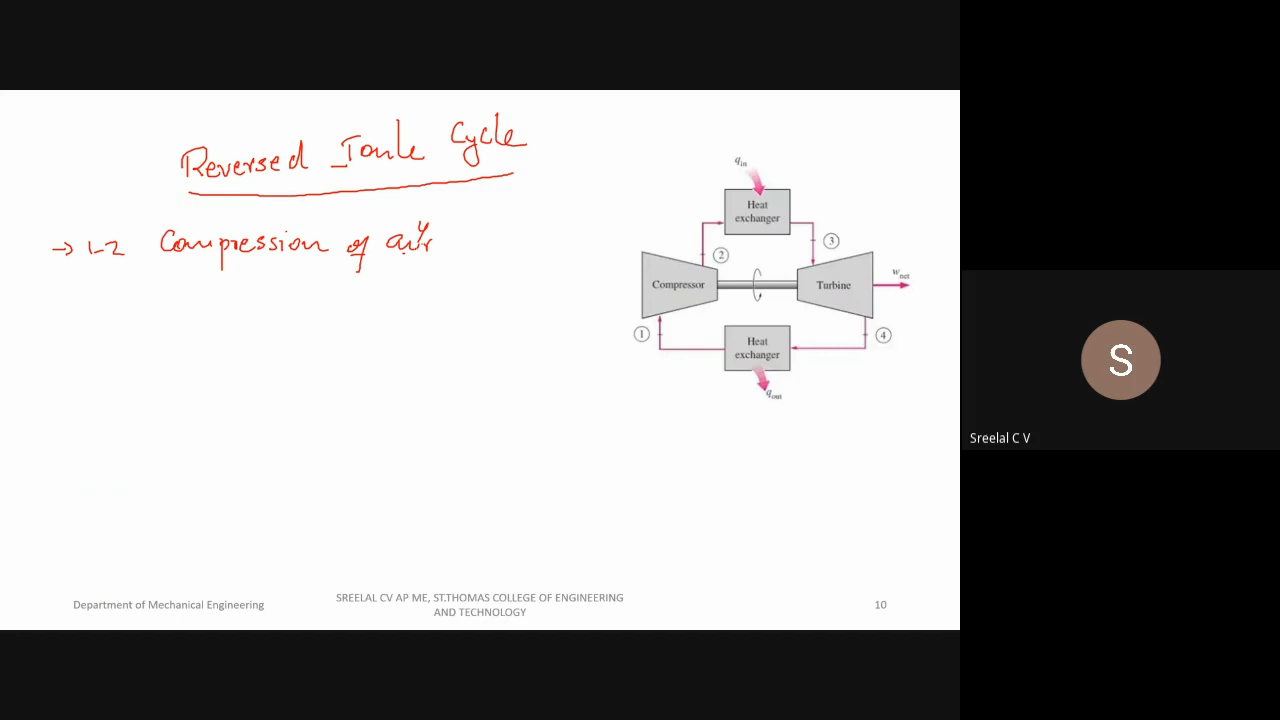 Reversed Joule Cycle
→ 1-2 Compression of air
q_in
Heat
exchanger
③
②
Compressor
Turbine
w_net
①
Heat
exchanger
④
q_out
S
Sreelal C V
Department of Mechanical Engineering
SREELAL CV AP ME, ST.THOMAS COLLEGE OF ENGINEERING
AND TECHNOLOGY
10